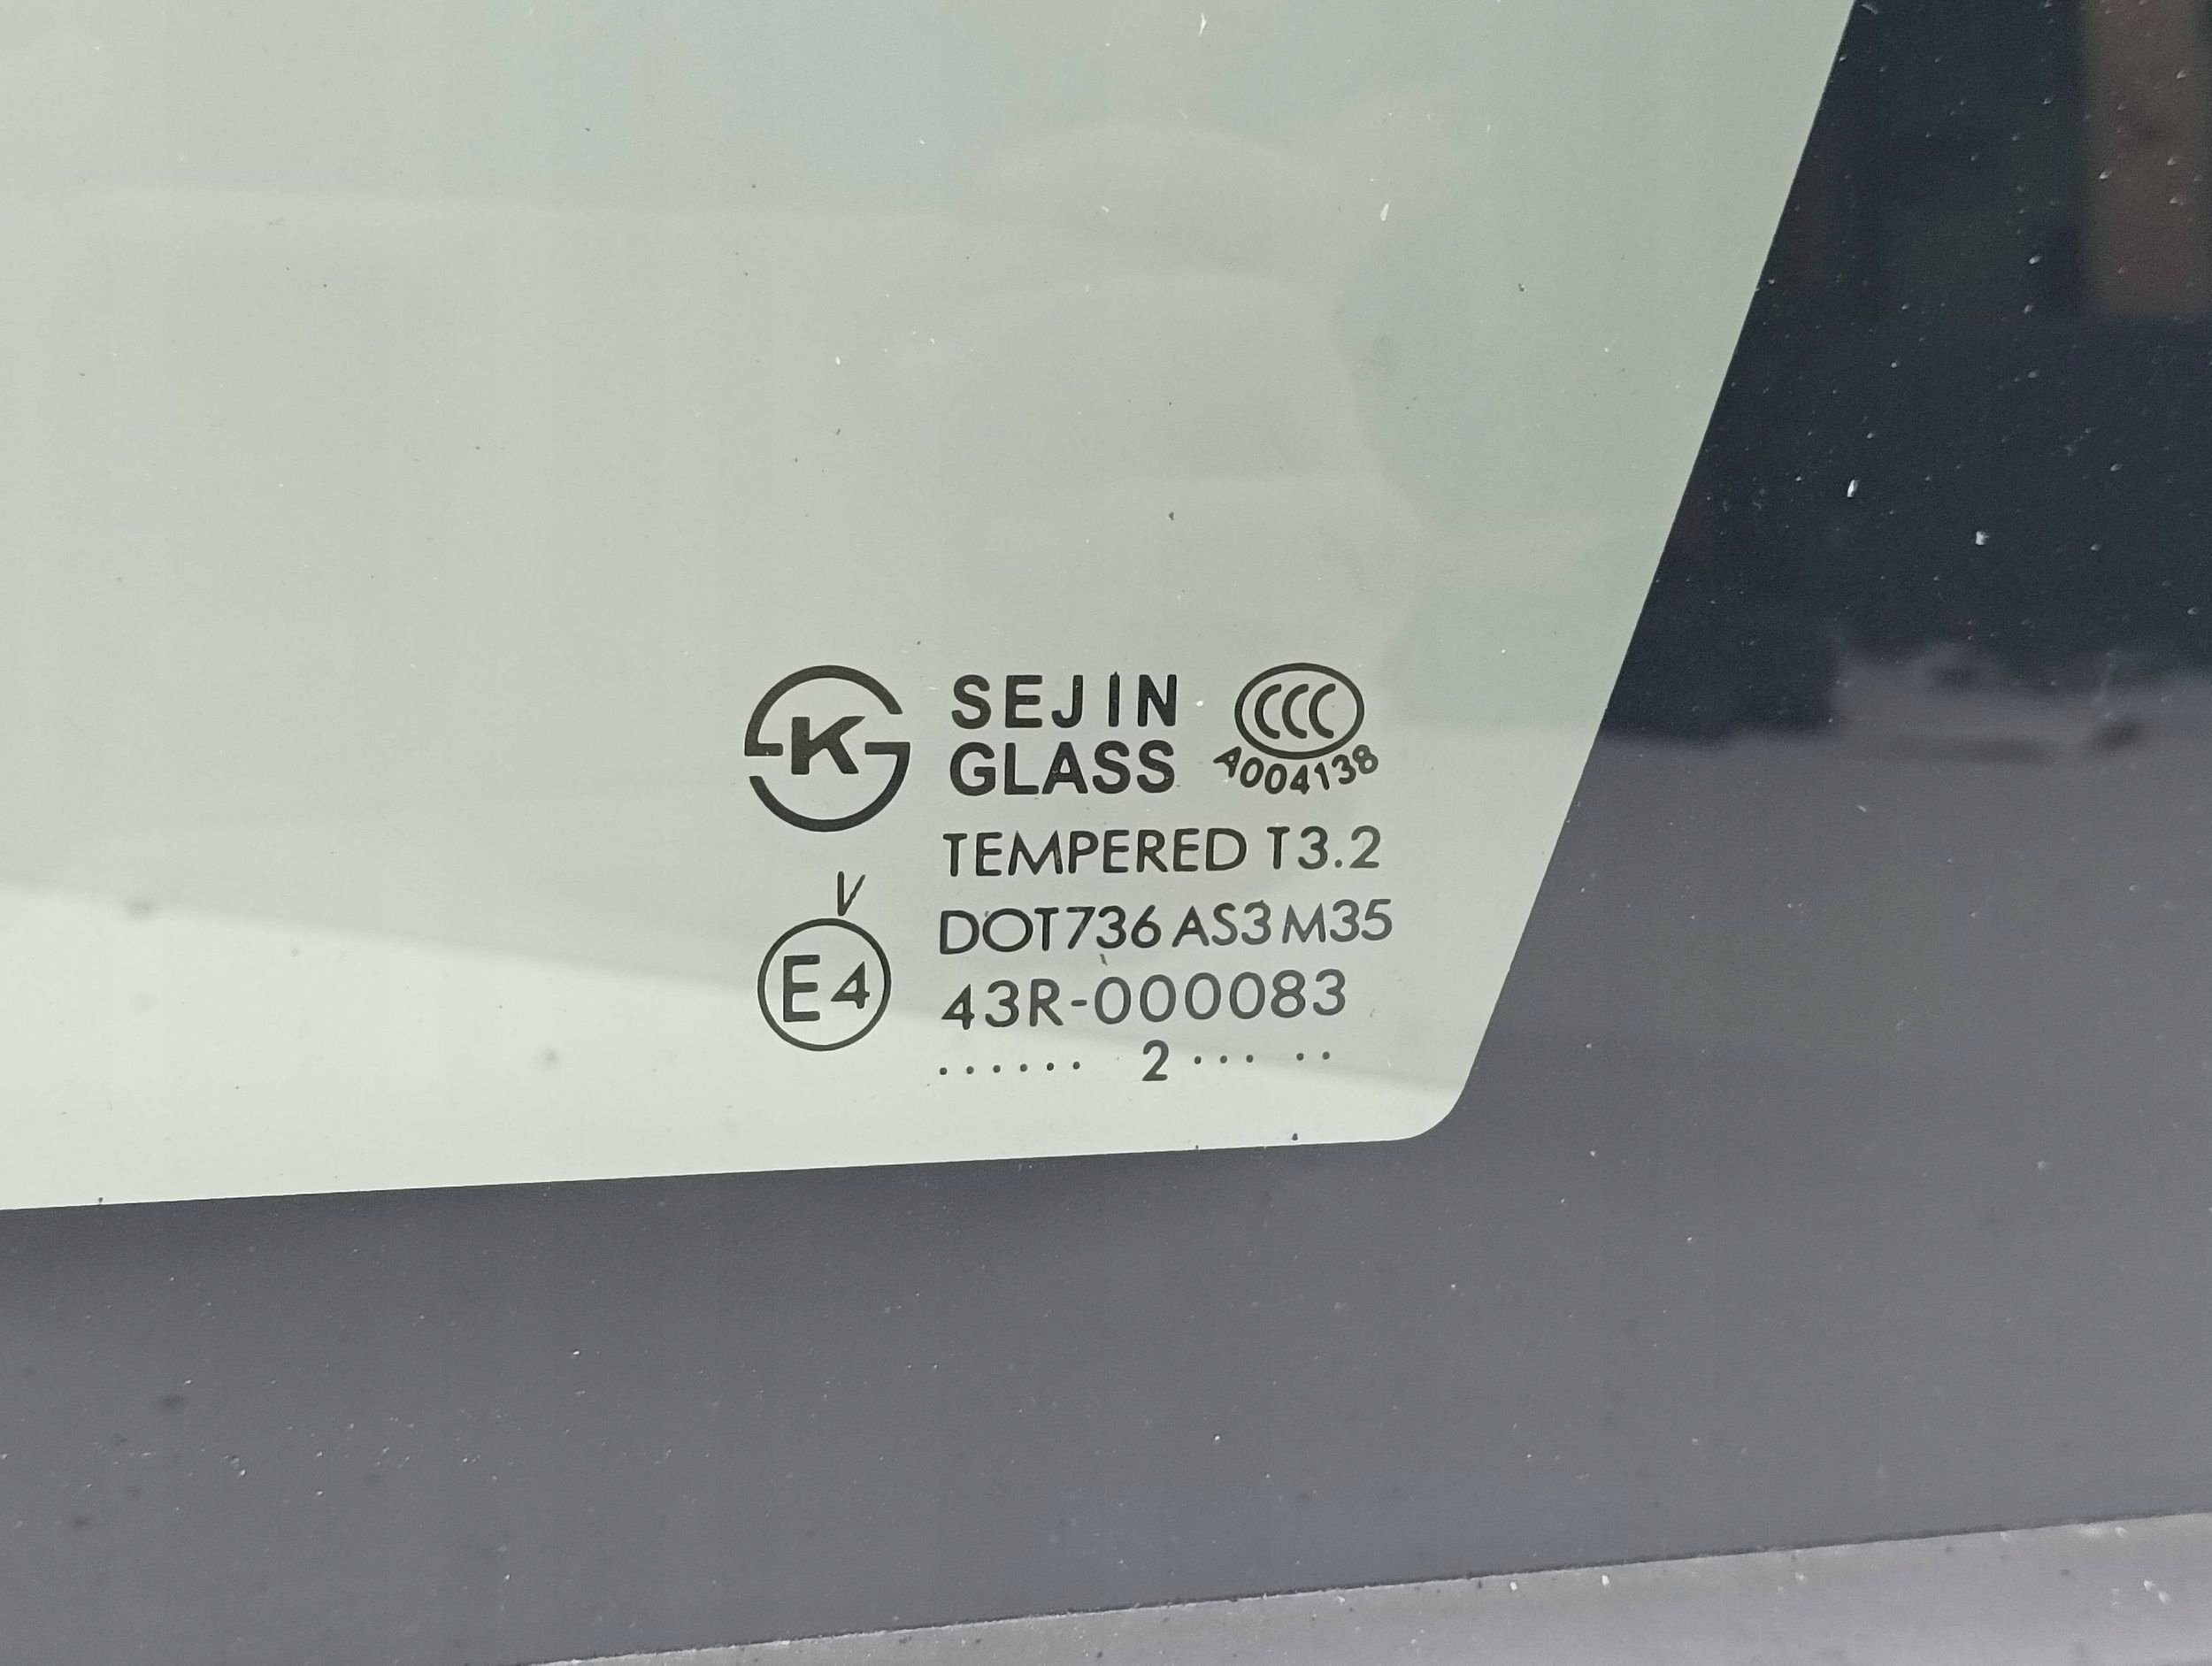 K SEJIN GLASS CCC
A004138
TEMPERED T3.2
V
DOT736 AS3 M35
E4 43R-000083
...... 2 ... ..